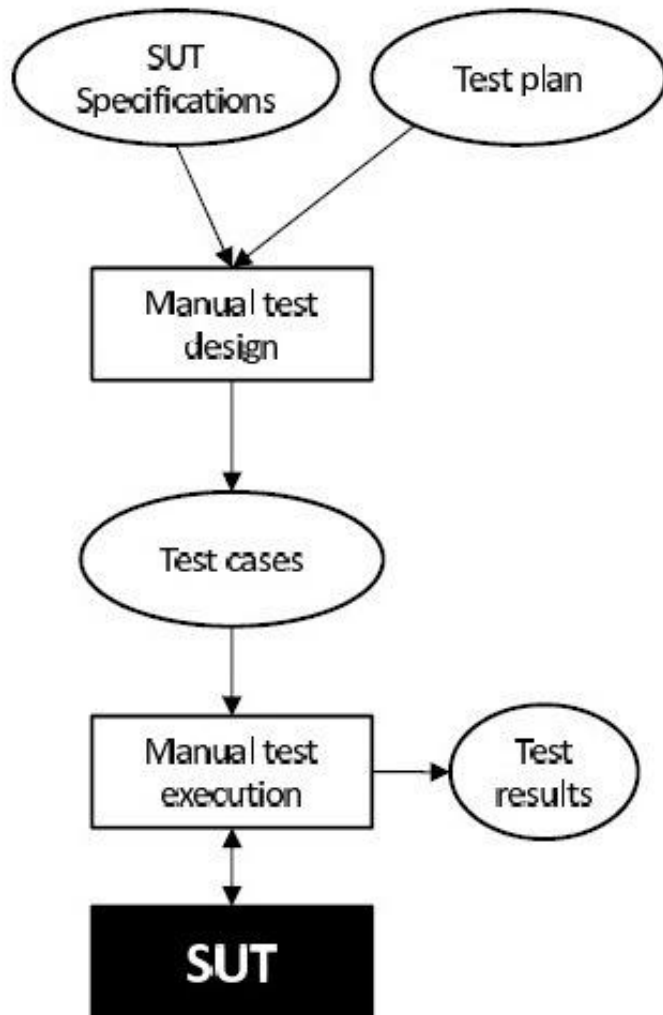 SUT
Specifications
Test plan
Manual test
design
Test cases
Manual test
execution
Test
results
SUT